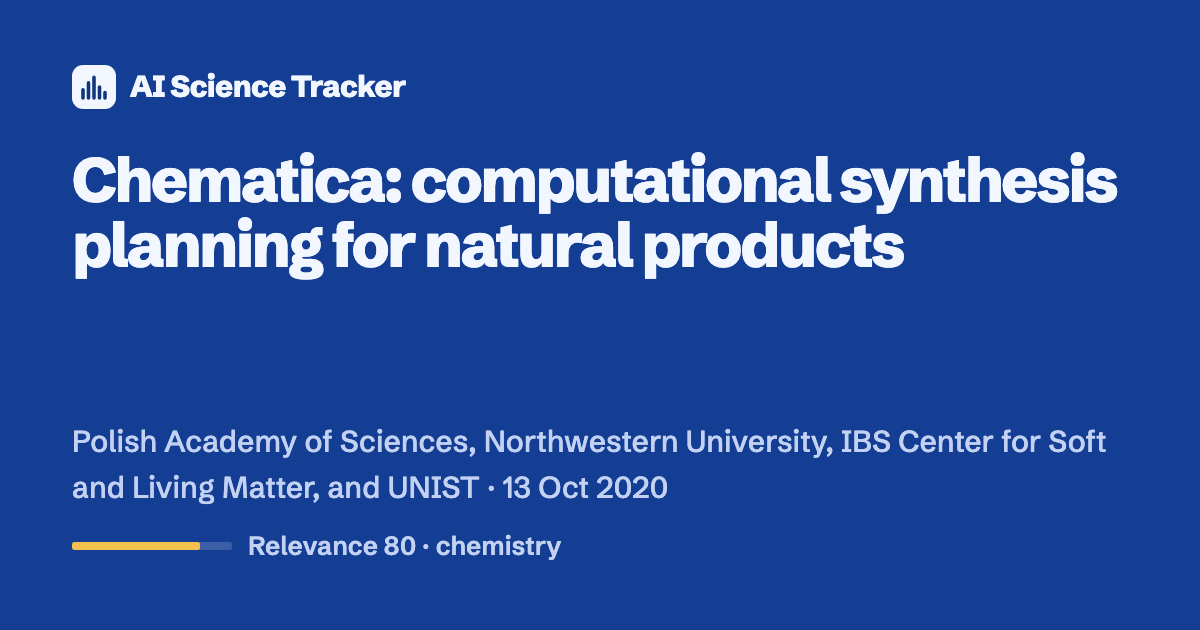 AI Science Tracker
Chematica: computational synthesis
planning for natural products
Polish Academy of Sciences, Northwestern University, IBS Center for Soft
and Living Matter, and UNIST · 13 Oct 2020
Relevance 80 · chemistry